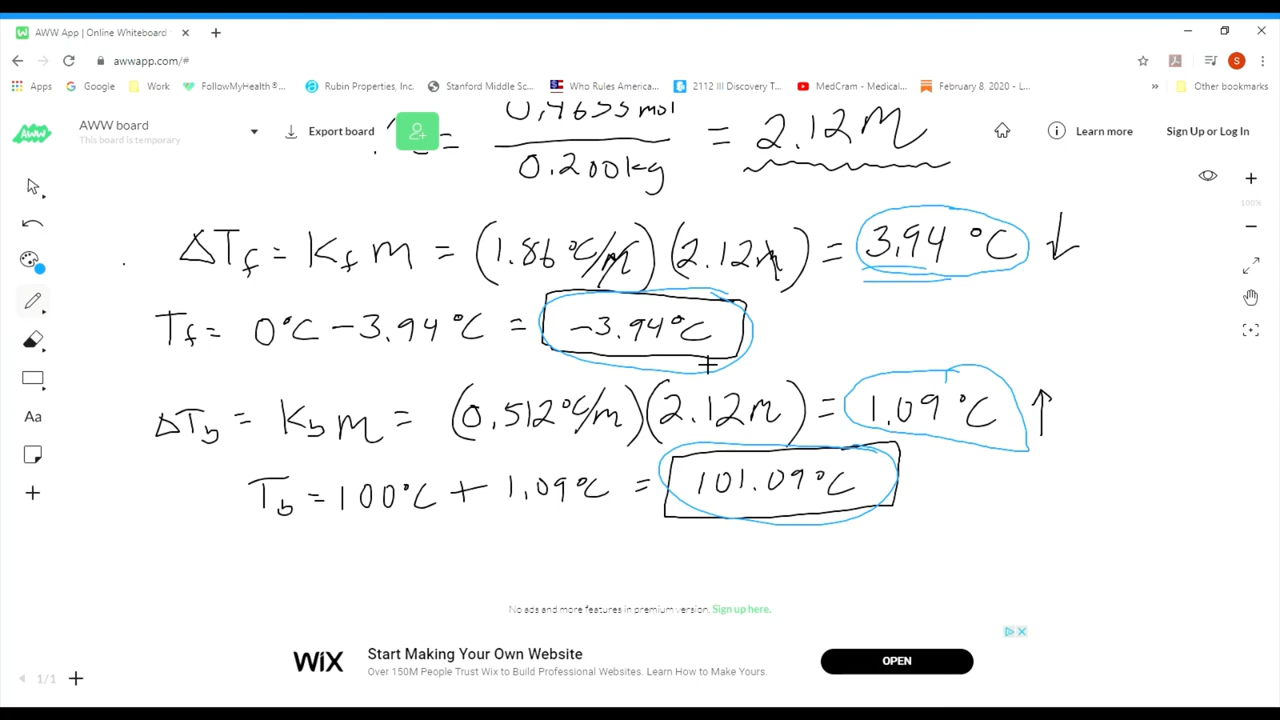 AWW App | Online Whiteboard
awwapp.com/#
Apps Google Work FollowMyHealth®... Rubin Properties, Inc. Stanford Middle Sc... Who Rules America... 2112 III Discovery T... MedCram - Medical... February 8, 2020 – L... » Other bookmarks
AWW AWW board Export board Learn more Sign Up or Log In
This board is temporary
= 0.4655 mol / 0.200 kg = 2.12 m
500%
ΔTf = Kf m = (1.86 °C/m)(2.12 m) = 3.94 °C ↓
Tf = 0°C − 3.94 °C = −3.94°C
ΔTb = Kb m = (0.512°C/m)(2.12 m) = 1.09 °C ↑
Aa
Tb = 100°C + 1.09°C = 101.09°C
No ads and more features in premium version. Sign up here.
WiX Start Making Your Own Website OPEN
Over 150M People Trust Wix to Build Professional Websites. Learn How to Make Yours.
1/1